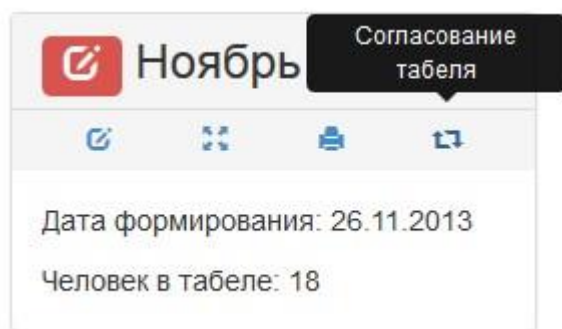 Ноябрь
Согласование
табеля
Дата формирования: 26.11.2013
Человек в табеле: 18